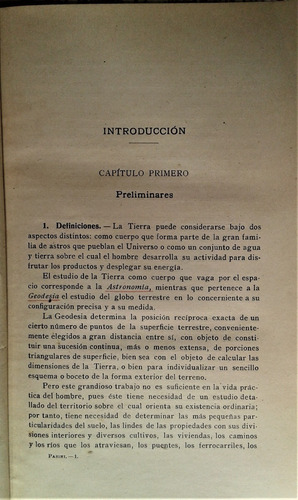 INTRODUCCIÓN
CAPÍTULO PRIMERO
Preliminares
1. Definiciones. — La Tierra puede considerarse bajo dos
aspectos distintos: como cuerpo que forma parte de la gran fami-
lia de astros que pueblan el Universo o como un conjunto de agua
y tierra sobre el cual el hombre desarrolla su actividad para dis-
frutar los productos y desplegar su energía.
El estudio de la Tierra como cuerpo que vaga por el espa-
cio corresponde a la Astronomía, mientras que pertenece a la
Geodesia el estudio del globo terrestre en lo concerniente a su
configuración precisa y a su medida.
La Geodesia determina la posición recíproca exacta de un
cierto número de puntos de la superficie terrestre, conveniente-
mente elegidos a gran distancia entre sí, con objeto de consti-
tuir una sucesión continua, más o menos extensa, de porciones
triangulares de superficie, bien sea con el objeto de calcular las
dimensiones de la Tierra, o bien para individualizar un sencillo
esquema o boceto de la forma exterior del terreno.
Pero este grandioso trabajo no es suficiente en la vida prác-
tica del hombre, pues éste tiene necesidad de un estudio de-
tallado del territorio sobre el cual orienta su existencia ordinaria;
por tanto, tiene necesidad de determinar las más pequeñas par-
ticularidades del suelo, las lindes de las propiedades con sus divi-
siones interiores y diversos cultivos, las viviendas, los caminos
y los ríos que los atraviesan, los puentes, los ferrocarriles, los
PASINI.—1.